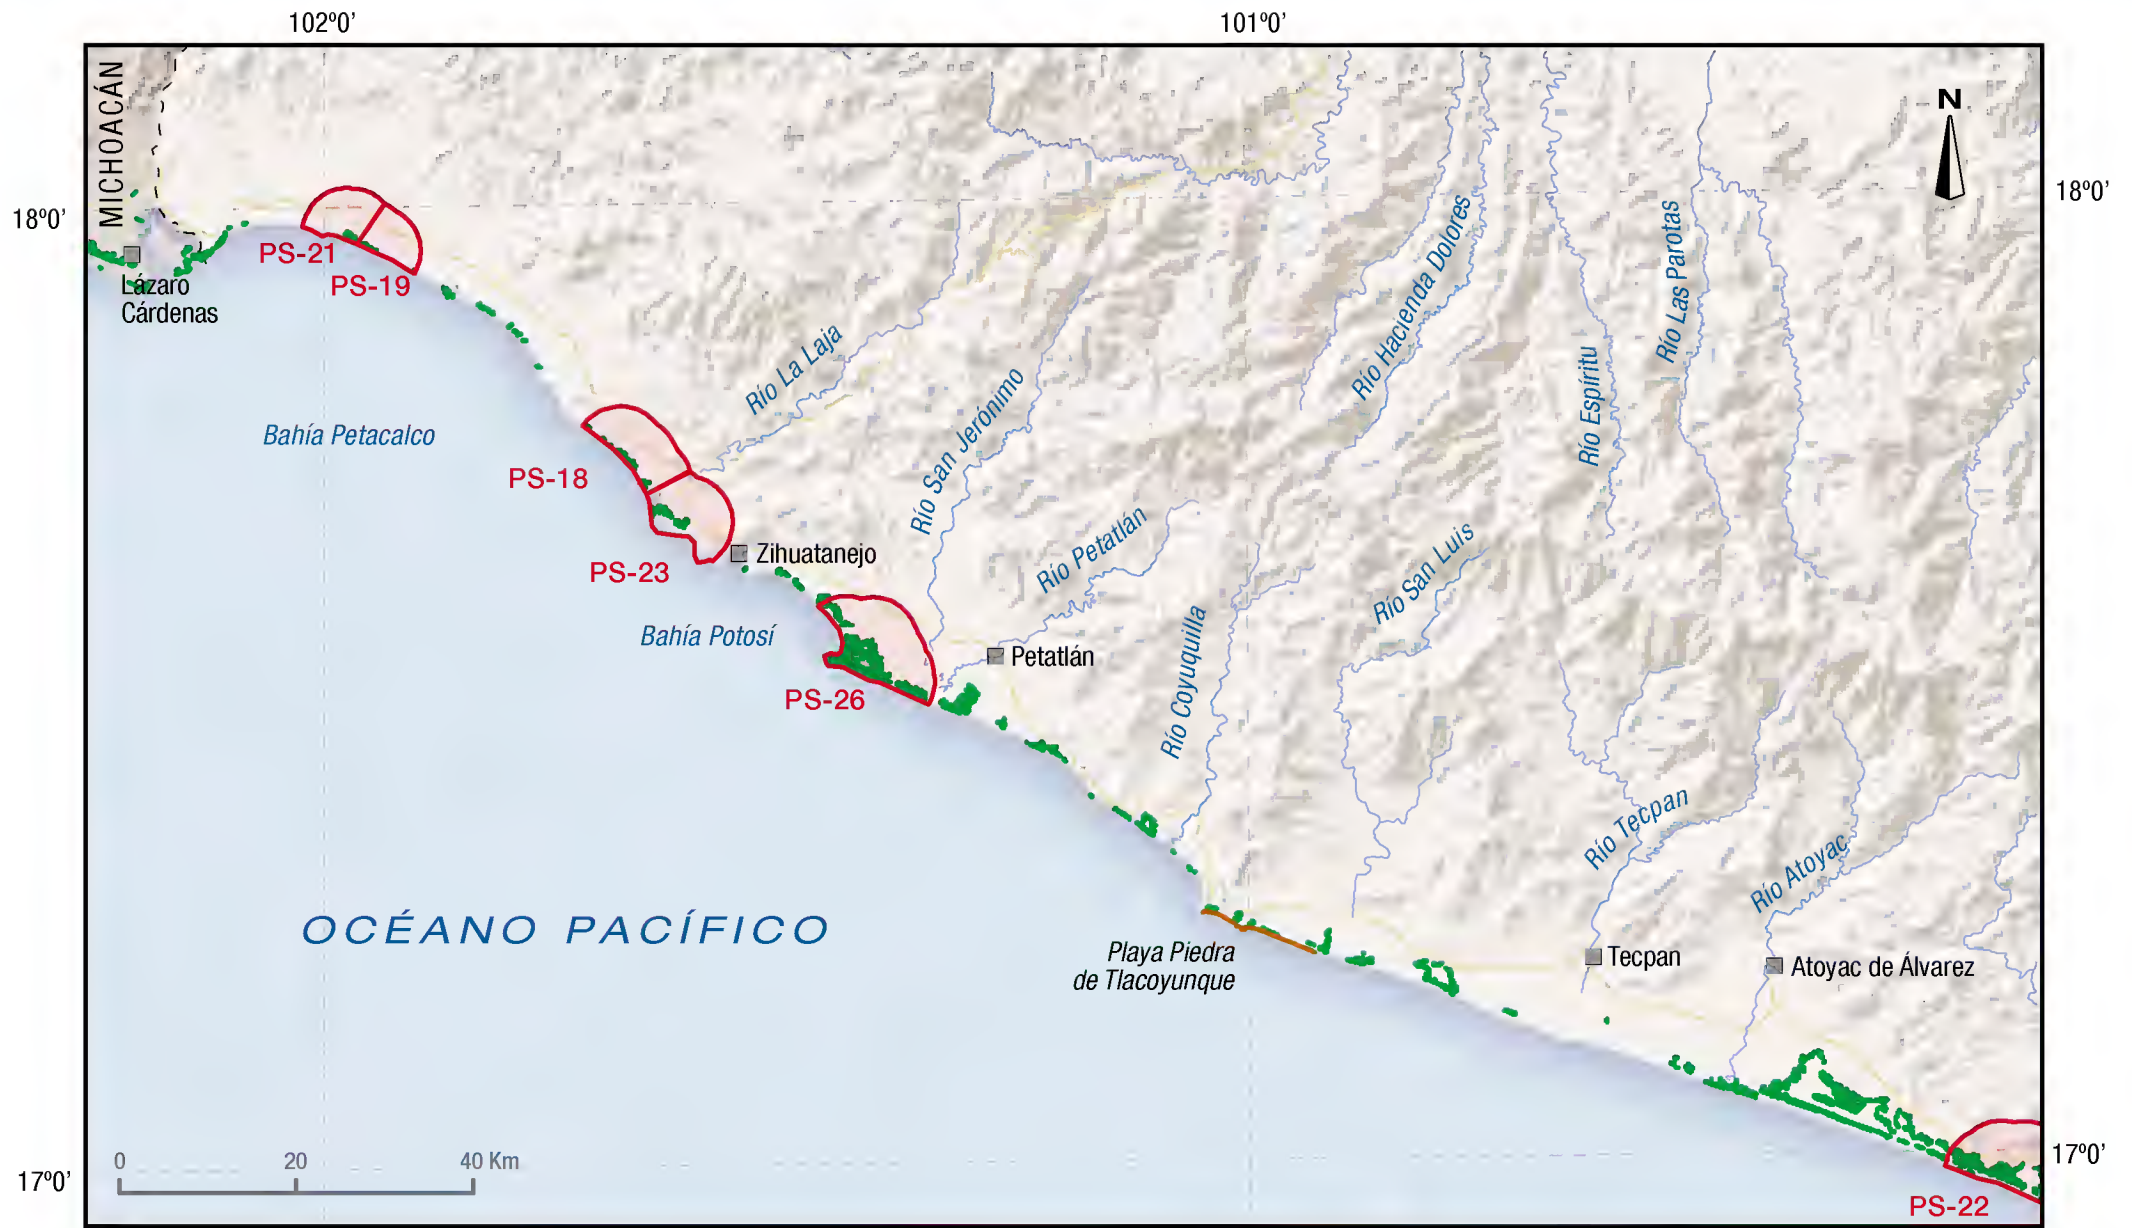 102º0'
101º0'
MICHOACÁN
N
18º0'
18º0'
PS-21
PS-19
Lázaro
Cárdenas
Río La Laja
Río San Jerónimo
Río Hacienda Dolores
Río Espíritu
Río Las Parotas
Bahía Petacalco
PS-18
Zihuatanejo
PS-23
Río Petatlán
Río San Luis
Bahía Potosí
Petatlán
PS-26
Río Coyuquilla
Río Tecpan
Río Atoyac
OCÉANO PACÍFICO
Playa Piedra
de Tlacoyunque
Tecpan
Atoyac de Álvarez
0 20 40 Km
17º0'
17º0'
PS-22